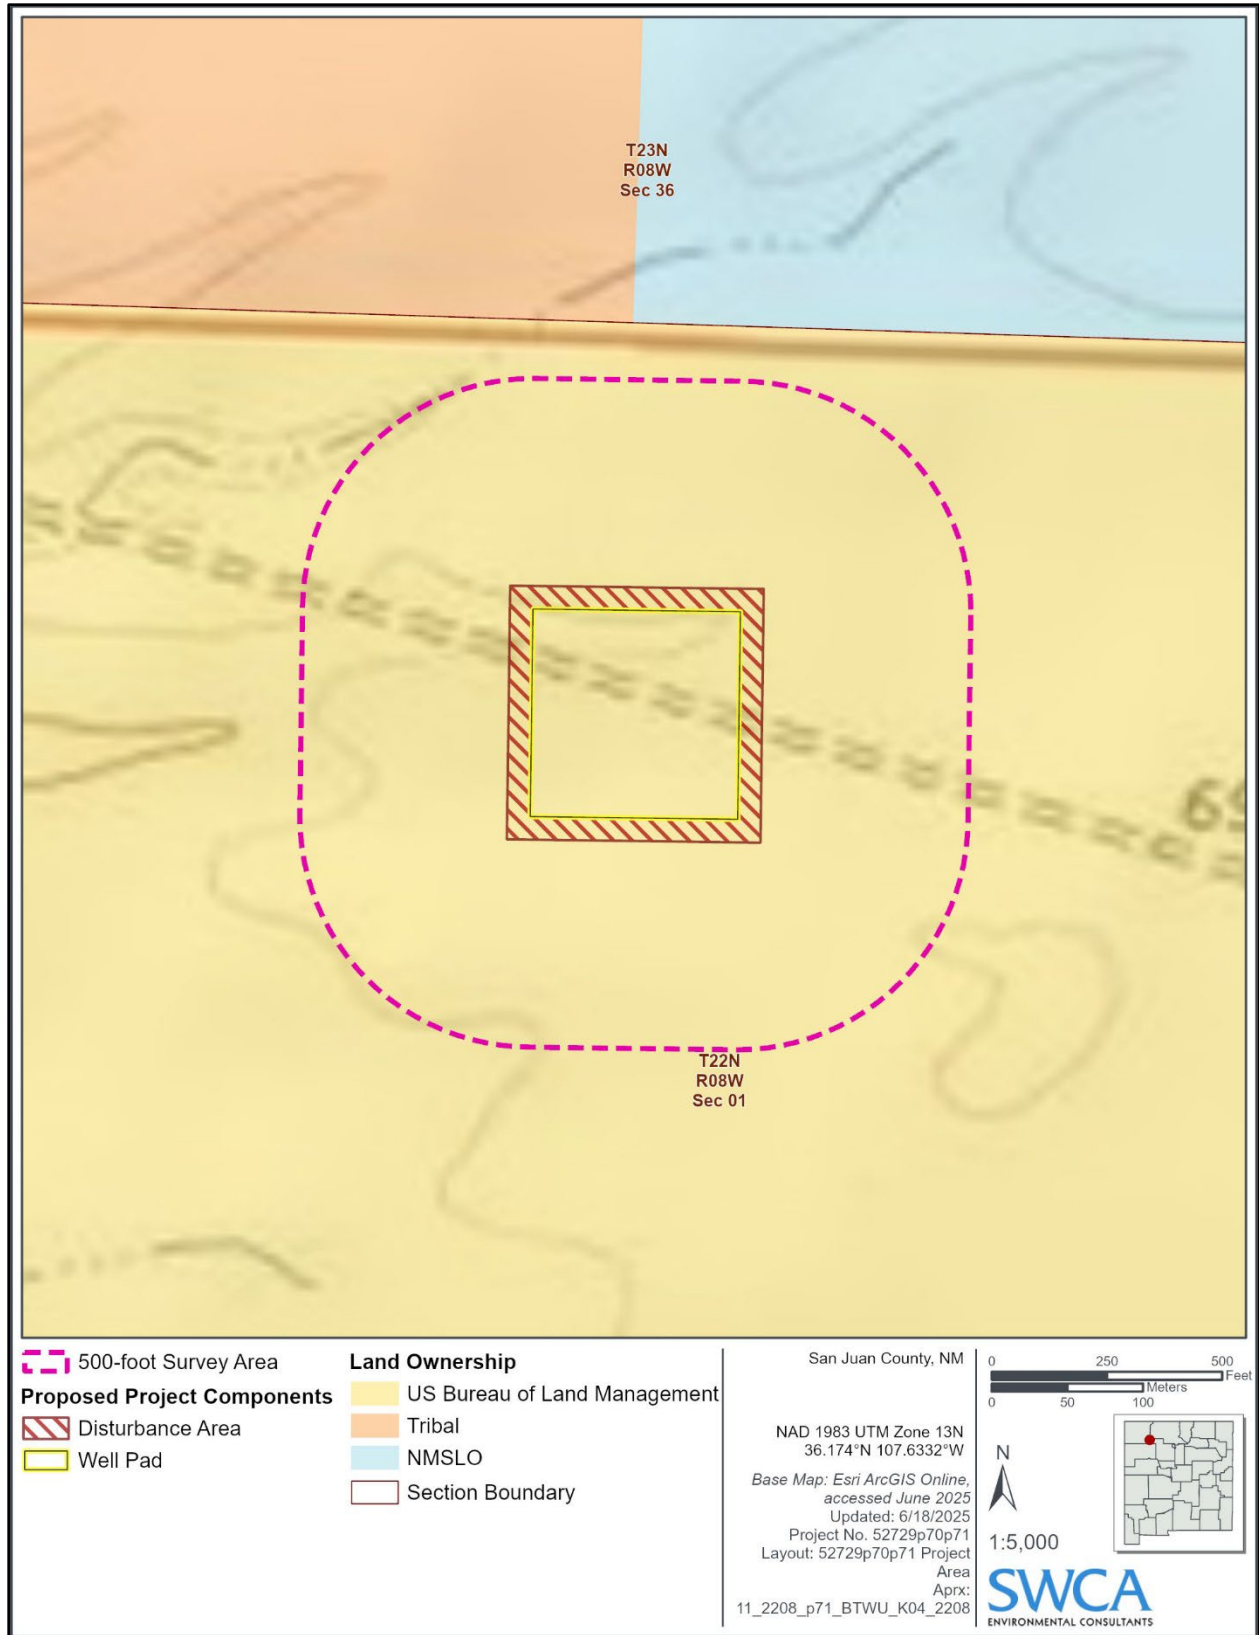 T23N
R08W
Sec 36
T22N
R08W
Sec 01
500-foot Survey Area
Proposed Project Components
Disturbance Area
Well Pad
Land Ownership
US Bureau of Land Management
Tribal
NMSLO
Section Boundary
San Juan County, NM
NAD 1983 UTM Zone 13N
36.174°N 107.6332°W
Base Map: Esri ArcGIS Online,
accessed June 2025
Updated: 6/18/2025
Project No. 52729p70p71
Layout: 52729p70p71 Project
Area
Aprx:
11_2208_p71_BTWU_K04_2208
0 250 500
Feet
Meters
0 50 100
N
1:5,000
SWCA
ENVIRONMENTAL CONSULTANTS